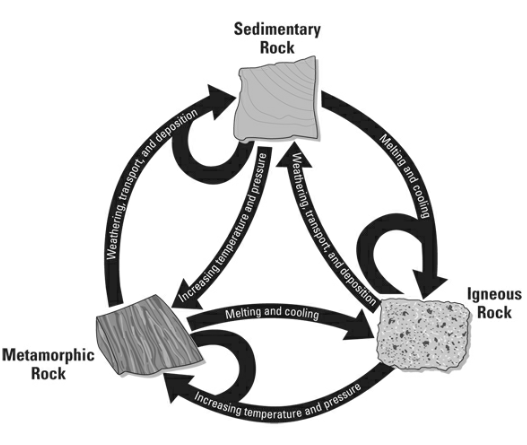 Sedimentary
Rock
Weathering, transport, and deposition
Melting and cooling
Increasing temperature and pressure
Weathering, transport, and deposition
Igneous
Rock
Melting and cooling
Metamorphic
Rock
Increasing temperature and pressure